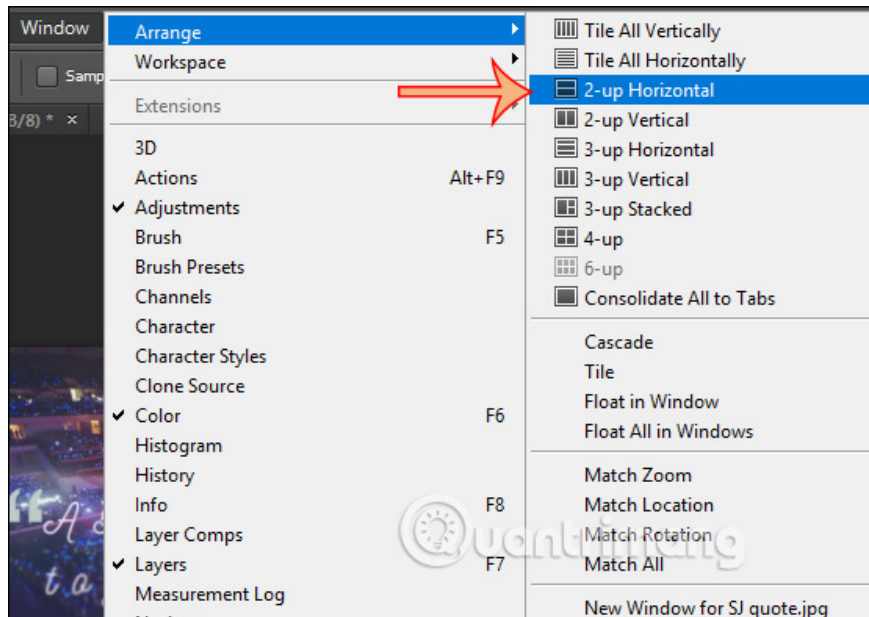 Window
Samp
3/8) * ×
Arrange
Workspace
Extensions
3D
Actions Alt+F9
Adjustments
Brush F5
Brush Presets
Channels
Character
Character Styles
Clone Source
Color F6
Histogram
History
Info F8
Layer Comps
Layers F7
Measurement Log
Tile All Vertically
Tile All Horizontally
2-up Horizontal
2-up Vertical
3-up Horizontal
3-up Vertical
3-up Stacked
4-up
6-up
Consolidate All to Tabs
Cascade
Tile
Float in Window
Float All in Windows
Match Zoom
Match Location
Match Rotation
Match All
New Window for SJ quote.jpg
Quantrimang